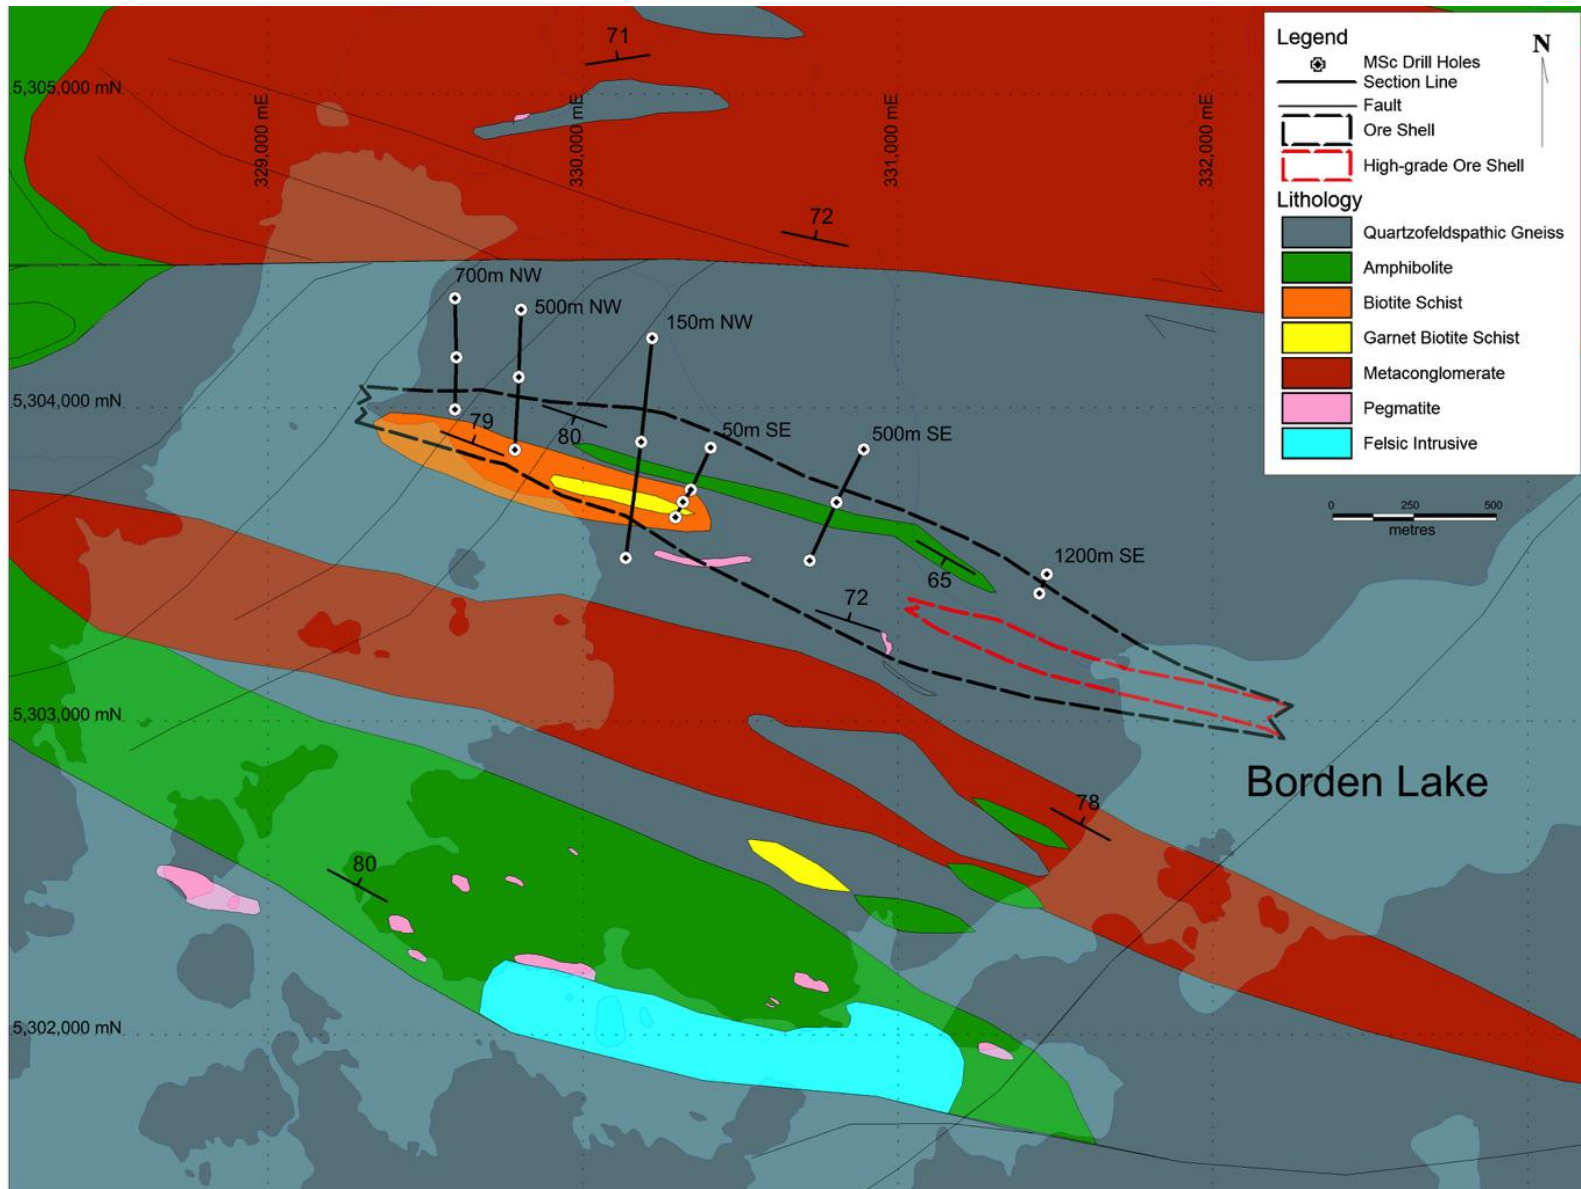 Legend
N
MSc Drill Holes
Section Line
Fault
Ore Shell
High-grade Ore Shell
Lithology
Quartzofeldspathic Gneiss
Amphibolite
Biotite Schist
Garnet Biotite Schist
Metaconglomerate
Pegmatite
Felsic Intrusive
0 250 500
metres
71
5,305,000 mN
329,000 mE
330,000 mE
331,000 mE
332,000 mE
72
700m NW
500m NW
150m NW
5,304,000 mN
79
80
50m SE
500m SE
1200m SE
65
72
5,303,000 mN
Borden Lake
78
80
5,302,000 mN